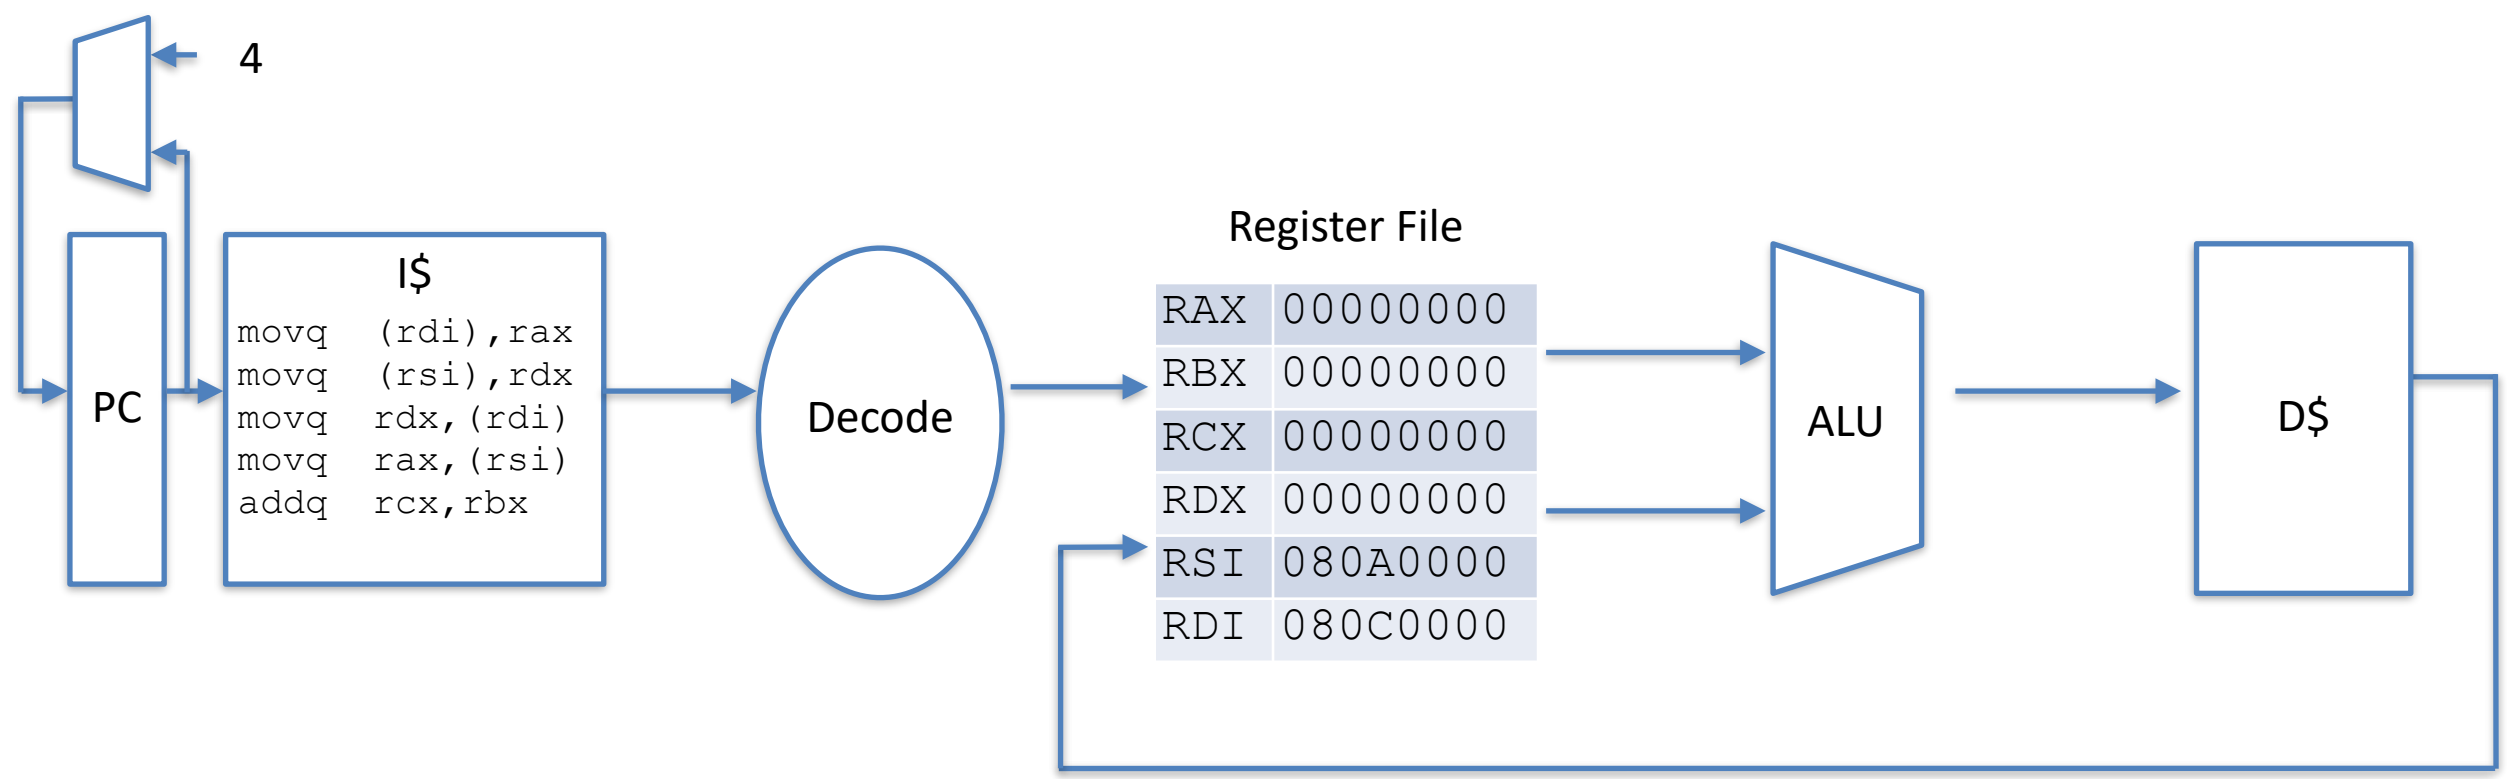 4
PC
I$
movq (rdi),rax
movq (rsi),rdx
movq rdx,(rdi)
movq rax,(rsi)
addq rcx,rbx
Decode
Register File
RAX 00000000
RBX 00000000
RCX 00000000
RDX 00000000
RSI 080A0000
RDI 080C0000
ALU
D$